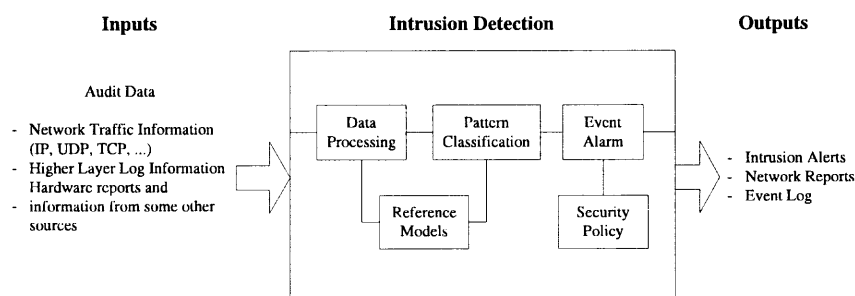 Inputs
Intrusion Detection
Outputs
Audit Data
- Network Traffic Information
(IP, UDP, TCP, ...)
- Higher Layer Log Information
Hardware reports and
- information from some other
sources
Data
Processing
Pattern
Classification
Event
Alarm
Reference
Models
Security
Policy
- Intrusion Alerts
- Network Reports
- Event Log